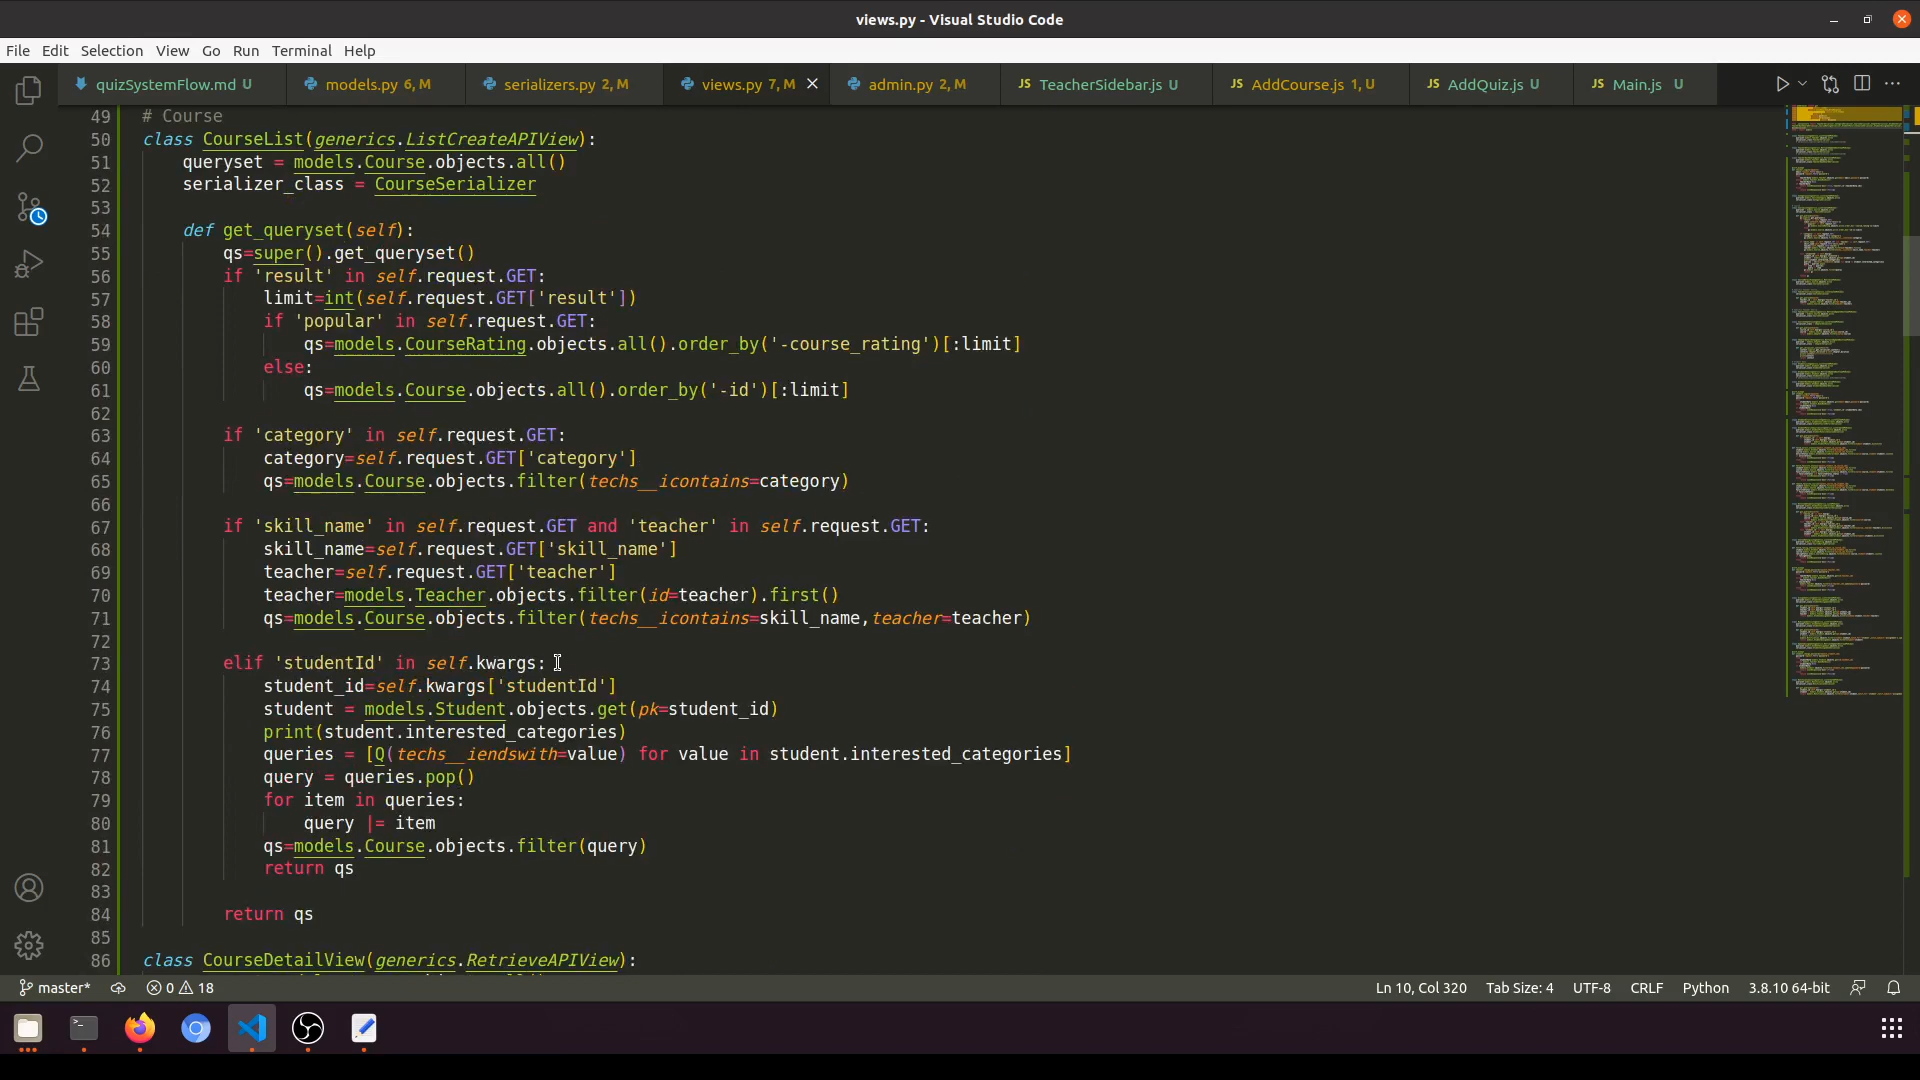 views.py - Visual Studio Code
File Edit Selection View Go Run Terminal Help
quizSystemFlow.md U models.py 6, M serializers.py 2, M views.py 7, M admin.py 2, M JS TeacherSidebar.js U JS AddCourse.js 1, U JS AddQuiz.js U JS Main.js U
49 # Course
50 class CourseList(generics.ListCreateAPIView):
51 queryset = models.Course.objects.all()
52 serializer_class = CourseSerializer
53
54 def get_queryset(self):
55 qs=super().get_queryset()
56 if 'result' in self.request.GET:
57 limit=int(self.request.GET['result'])
58 if 'popular' in self.request.GET:
59 qs=models.CourseRating.objects.all().order_by('-course_rating')[:limit]
60 else:
61 qs=models.Course.objects.all().order_by('-id')[:limit]
62
63 if 'category' in self.request.GET:
64 category=self.request.GET['category']
65 qs=models.Course.objects.filter(techs__icontains=category)
66
67 if 'skill_name' in self.request.GET and 'teacher' in self.request.GET:
68 skill_name=self.request.GET['skill_name']
69 teacher=self.request.GET['teacher']
70 teacher=models.Teacher.objects.filter(id=teacher).first()
71 qs=models.Course.objects.filter(techs__icontains=skill_name,teacher=teacher)
72
73 elif 'studentId' in self.kwargs:
74 student_id=self.kwargs['studentId']
75 student = models.Student.objects.get(pk=student_id)
76 print(student.interested_categories)
77 queries = [Q(techs__iendswith=value) for value in student.interested_categories]
78 query = queries.pop()
79 for item in queries:
80 query |= item
81 qs=models.Course.objects.filter(query)
82 return qs
83
84 return qs
85
86 class CourseDetailView(generics.RetrieveAPIView):
master* 0 18 Ln 10, Col 320 Tab Size: 4 UTF-8 CRLF Python 3.8.10 64-bit